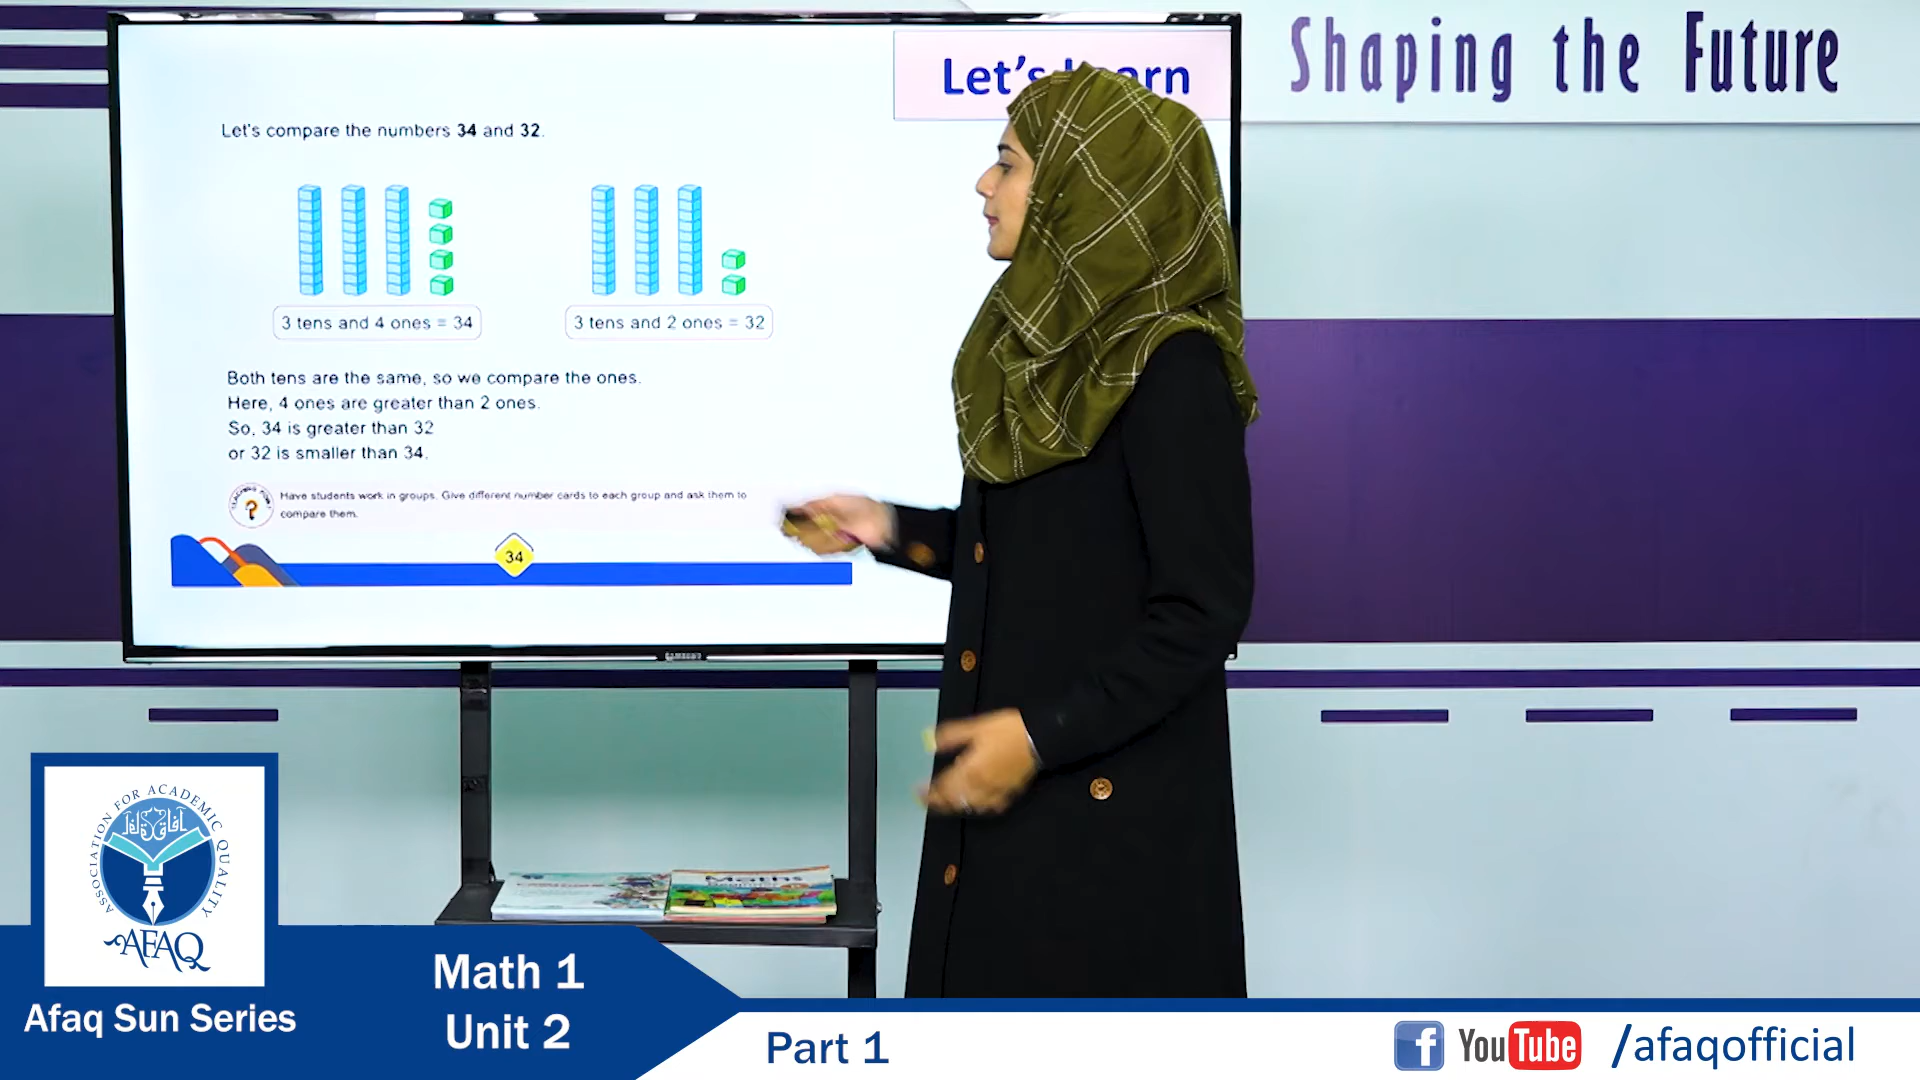 Shaping the Future
Let's Learn
Let's compare the numbers 34 and 32.
3 tens and 4 ones = 34
3 tens and 2 ones = 32
Both tens are the same, so we compare the ones.
Here, 4 ones are greater than 2 ones.
So, 34 is greater than 32
or 32 is smaller than 34.
Have students work in groups. Give different number cards to each group and ask them to
compare them.
34
SAMSUNG
Maths
ASSOCIATION FOR ACADEMIC QUALITY
AFAQ
Afaq Sun Series
Math 1
Unit 2
Part 1
f YouTube /afaqofficial